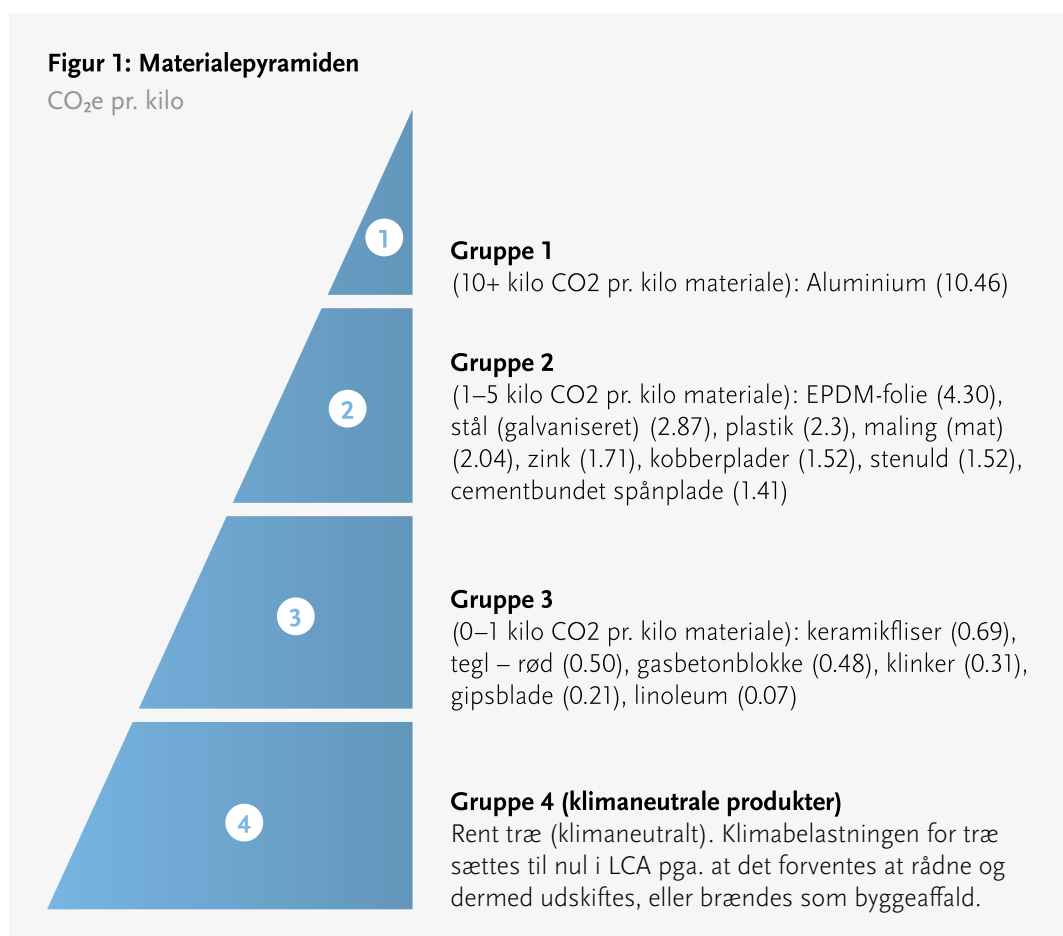 Figur 1: Materialepyramiden
CO₂e pr. kilo
1
Gruppe 1
(10+ kilo CO2 pr. kilo materiale): Aluminium (10.46)
2
Gruppe 2
(1–5 kilo CO2 pr. kilo materiale): EPDM-folie (4.30),
stål (galvaniseret) (2.87), plastik (2.3), maling (mat)
(2.04), zink (1.71), kobberplader (1.52), stenuld (1.52),
cementbundet spånplade (1.41)
3
Gruppe 3
(0–1 kilo CO2 pr. kilo materiale): keramikfliser (0.69),
tegl – rød (0.50), gasbetonblokke (0.48), klinker (0.31),
gipsblade (0.21), linoleum (0.07)
4
Gruppe 4 (klimaneutrale produkter)
Rent træ (klimaneutralt). Klimabelastningen for træ
sættes til nul i LCA pga. at det forventes at rådne og
dermed udskiftes, eller brændes som byggeaffald.